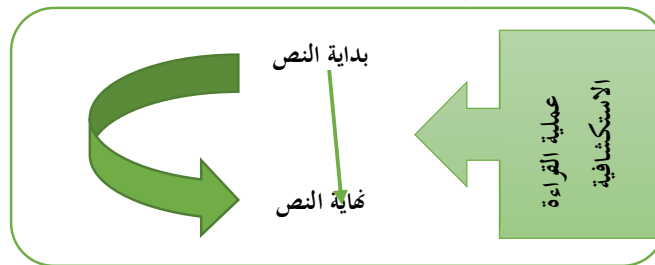 بداية النص
نهاية النص
عملية القراءة
الاستكشافية